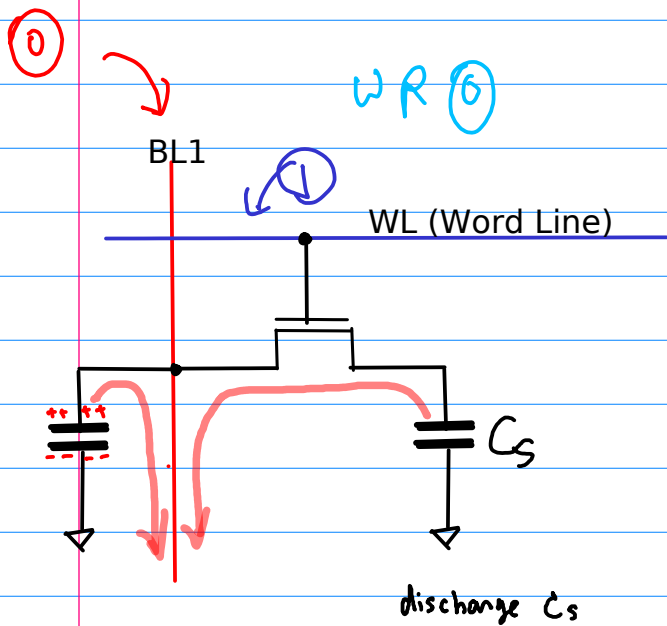 0
WR 0
BL1
1
WL (Word Line)
++ ++
- - - -
Cs
discharge Cs